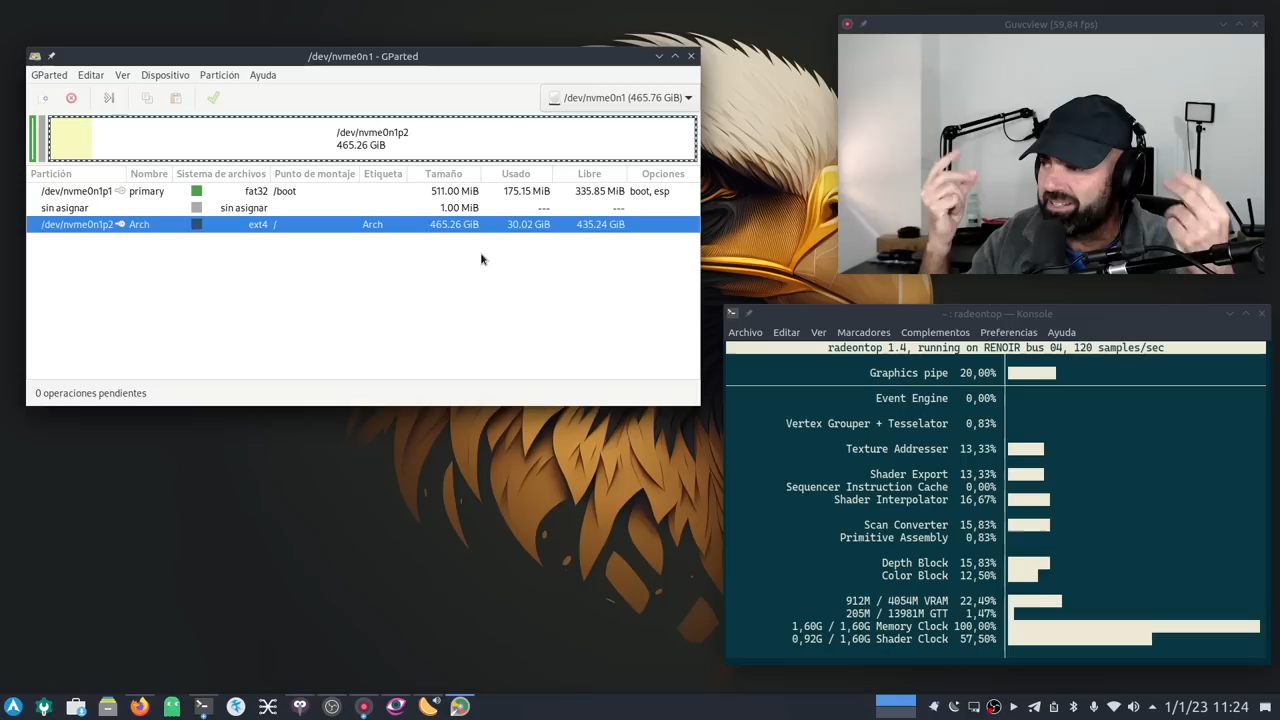 /dev/nvme0n1 - GParted
GParted Editar Ver Dispositivo Partición Ayuda
/dev/nvme0n1 (465.76 GiB)
/dev/nvme0n1p2
465.26 GiB
Partición Nombre Sistema de archivos Punto de montaje Etiqueta Tamaño Usado Libre Opciones
/dev/nvme0n1p1 primary fat32 /boot 511.00 MiB 175.15 MiB 335.85 MiB boot, esp
sin asignar sin asignar 1.00 MiB --- ---
/dev/nvme0n1p2 Arch ext4 / Arch 465.26 GiB 30.02 GiB 435.24 GiB
0 operaciones pendientes
Guvcview (59,84 fps)
~ : radeontop — Konsole
Archivo Editar Ver Marcadores Complementos Preferencias Ayuda
radeontop 1.4, running on RENOIR bus 04, 120 samples/sec
Graphics pipe 20,00%
Event Engine 0,00%
Vertex Grouper + Tesselator 0,83%
Texture Addresser 13,33%
Shader Export 13,33%
Sequencer Instruction Cache 0,00%
Shader Interpolator 16,67%
Scan Converter 15,83%
Primitive Assembly 0,83%
Depth Block 15,83%
Color Block 12,50%
912M / 4054M VRAM 22,49%
205M / 13981M GTT 1,47%
1,60G / 1,60G Memory Clock 100,00%
0,92G / 1,60G Shader Clock 57,50%
1/1/23 11:24